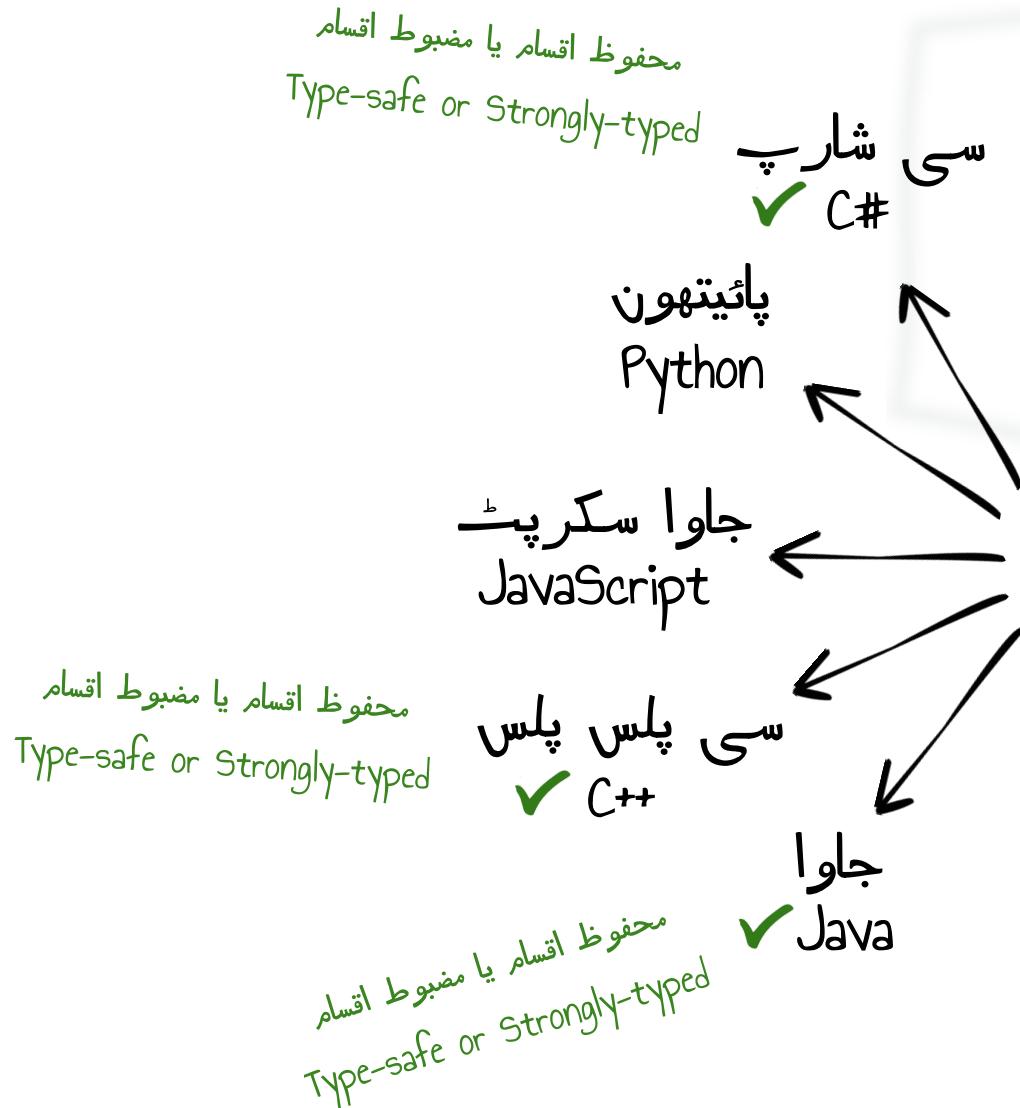 محفوظ اقسام یا مضبوط اقسام
Type-safe or Strongly-typed
سی شارپ
C#
پائیتھون
Python
جاوا سکرپٹ
JavaScript
محفوظ اقسام یا مضبوط اقسام
Type-safe or Strongly-typed
سی پلس پلس
C++
جاوا
Java
محفوظ اقسام یا مضبوط اقسام
Type-safe or Strongly-typed